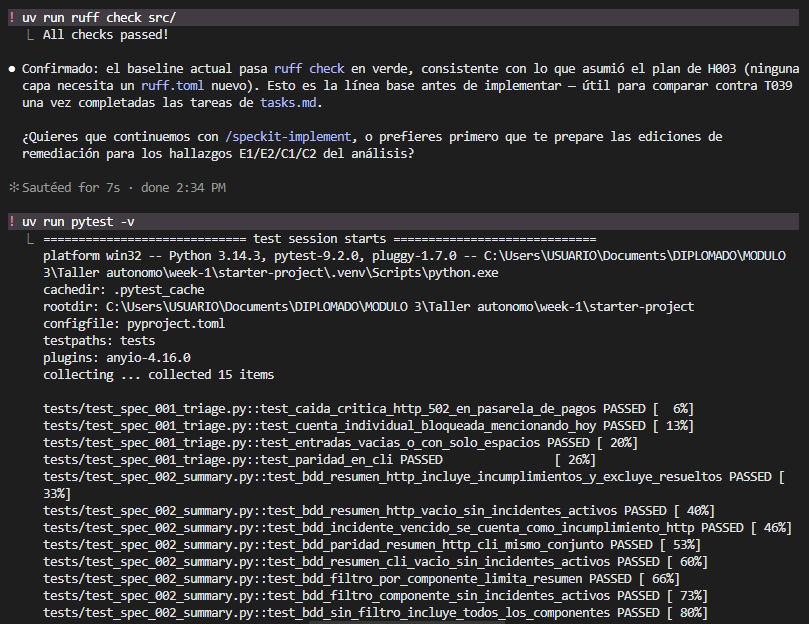 ! uv run ruff check src/
└ All checks passed!
● Confirmado: el baseline actual pasa ruff check en verde, consistente con lo que asumió el plan de H003 (ninguna
capa necesita un ruff.toml nuevo). Esto es la línea base antes de implementar — útil para comparar contra T039
una vez completadas las tareas de tasks.md.
¿Quieres que continuemos con /speckit-implement, o prefieres primero que te prepare las ediciones de
remediación para los hallazgos E1/E2/C1/C2 del análisis?
✻ Sautéed for 7s · done 2:34 PM
! uv run pytest -v
└ ============================= test session starts =============================
platform win32 -- Python 3.14.3, pytest-9.2.0, pluggy-1.7.0 -- C:\Users\USUARIO\Documents\DIPLOMADO\MODULO
3\Taller autonomo\week-1\starter-project\.venv\Scripts\python.exe
cachedir: .pytest_cache
rootdir: C:\Users\USUARIO\Documents\DIPLOMADO\MODULO 3\Taller autonomo\week-1\starter-project
configfile: pyproject.toml
testpaths: tests
plugins: anyio-4.16.0
collecting ... collected 15 items
tests/test_spec_001_triage.py::test_caida_critica_http_502_en_pasarela_de_pagos PASSED [  6%]
tests/test_spec_001_triage.py::test_cuenta_individual_bloqueada_mencionando_hoy PASSED [ 13%]
tests/test_spec_001_triage.py::test_entradas_vacias_o_con_solo_espacios PASSED [ 20%]
tests/test_spec_001_triage.py::test_paridad_en_cli PASSED                [ 26%]
tests/test_spec_002_summary.py::test_bdd_resumen_http_incluye_incumplimientos_y_excluye_resueltos PASSED [
33%]
tests/test_spec_002_summary.py::test_bdd_resumen_http_vacio_sin_incidentes_activos PASSED [ 40%]
tests/test_spec_002_summary.py::test_bdd_incidente_vencido_se_cuenta_como_incumplimiento_http PASSED [ 46%]
tests/test_spec_002_summary.py::test_bdd_paridad_resumen_http_cli_mismo_conjunto PASSED [ 53%]
tests/test_spec_002_summary.py::test_bdd_resumen_cli_vacio_sin_incidentes_activos PASSED [ 60%]
tests/test_spec_002_summary.py::test_bdd_filtro_por_componente_limita_resumen PASSED [ 66%]
tests/test_spec_002_summary.py::test_bdd_filtro_componente_sin_incidentes_activos PASSED [ 73%]
tests/test_spec_002_summary.py::test_bdd_sin_filtro_incluye_todos_los_componentes PASSED [ 80%]